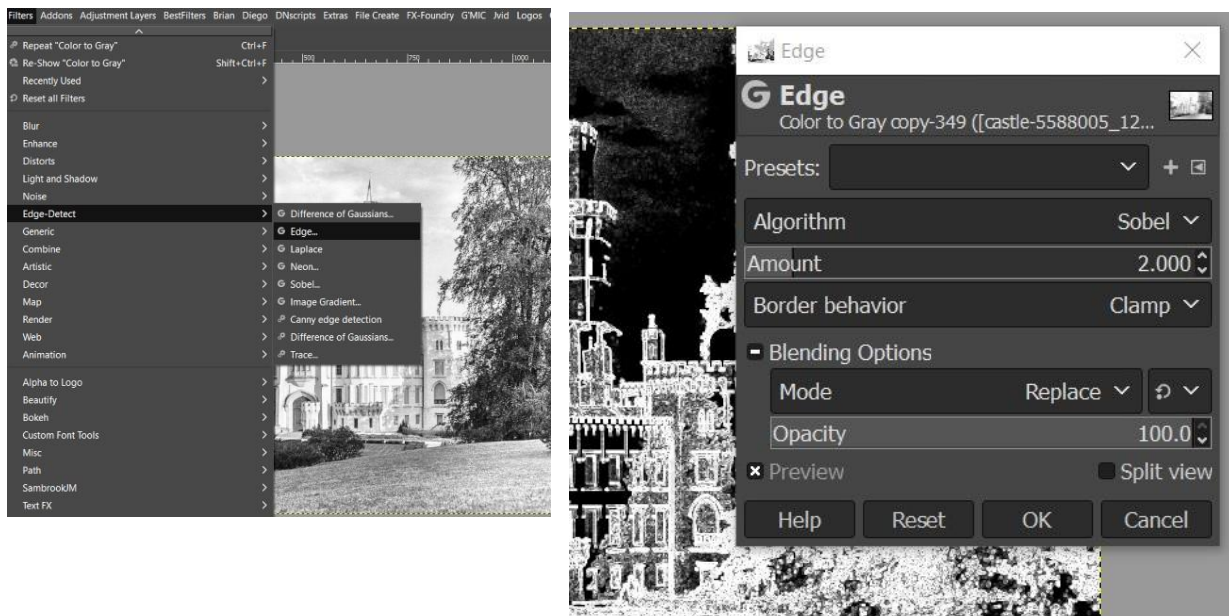 Filters Addons Adjustment Layers BestFilters Brian Diego DNscripts Extras File Create FX-Foundry G'MIC Jvid Logos
Repeat "Color to Gray" Ctrl+F
Re-Show "Color to Gray" Shift+Ctrl+F
Recently Used
Reset all Filters
500 750 1000
Blur
Enhance
Distorts
Light and Shadow
Noise
Edge-Detect
Generic
Combine
Artistic
Decor
Map
Render
Web
Animation
Alpha to Logo
Beautify
Bokeh
Custom Font Tools
Misc
Path
SambrookJM
Text FX
Difference of Gaussians...
Edge...
Laplace
Neon...
Sobel...
Image Gradient...
Canny edge detection
Difference of Gaussians...
Trace...
Edge
Edge
Color to Gray copy-349 ([castle-5588005_12...
Presets:
Algorithm Sobel
Amount 2.000
Border behavior Clamp
Blending Options
Mode Replace
Opacity 100.0
Preview Split view
Help Reset OK Cancel